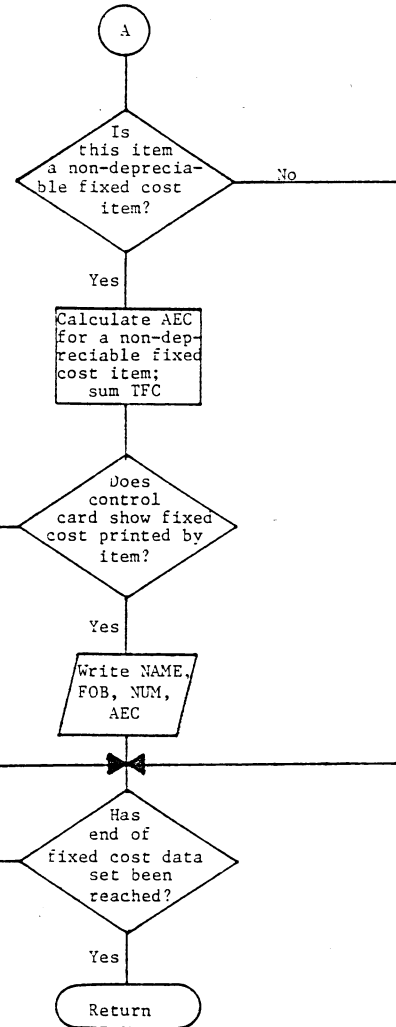 A
Is
this item
a non-deprecia-
ble fixed cost
item?
No
Yes
Calculate AEC
for a non-dep-
reciable fixed
cost item;
sum TFC
Does
control
card show fixed
cost printed by
item?
Yes
Write NAME,
FOB, NUM,
AEC
Has
end of
fixed cost data
set been
reached?
Yes
Return